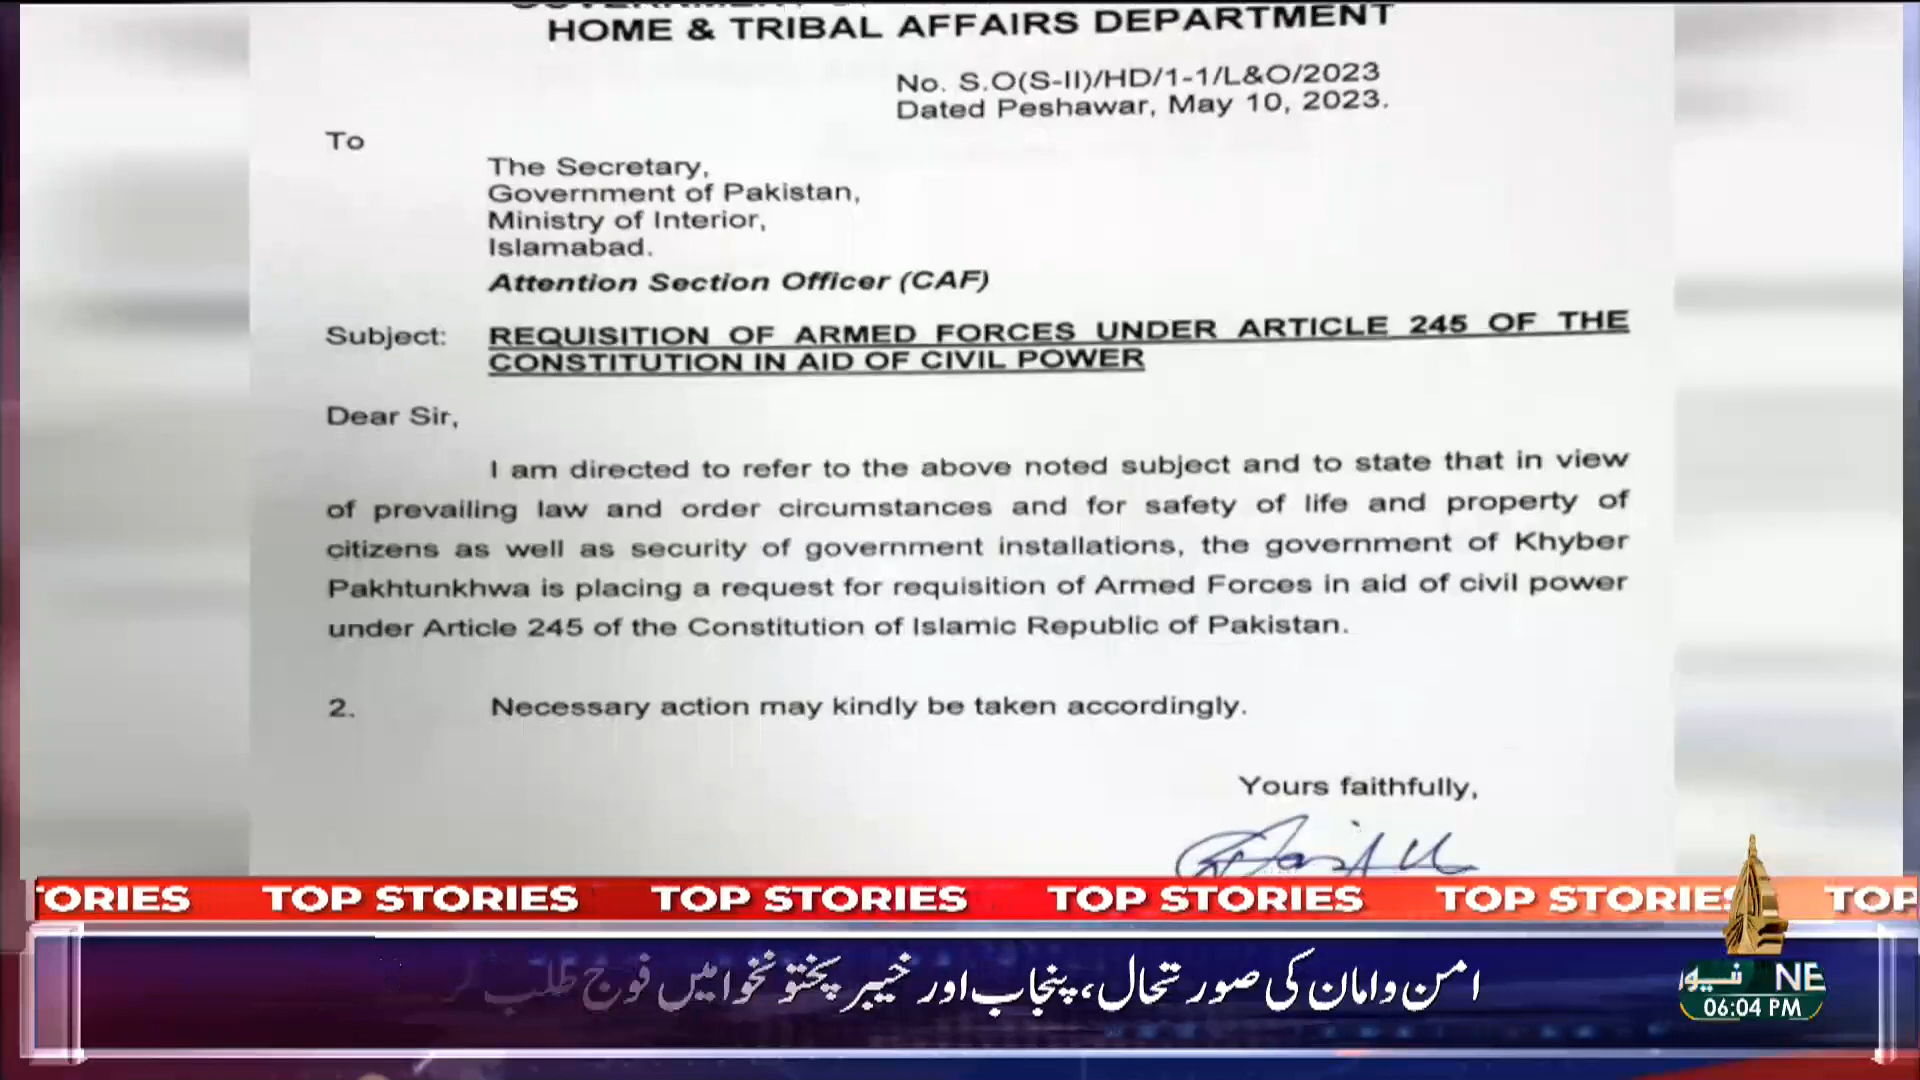 HOME & TRIBAL AFFAIRS DEPARTMENT
No. S.O(S-II)/HD/1-1/L&O/2023
Dated Peshawar, May 10, 2023.
To
The Secretary,
Government of Pakistan,
Ministry of Interior,
Islamabad.
Attention Section Officer (CAF)
Subject: REQUISITION OF ARMED FORCES UNDER ARTICLE 245 OF THE
CONSTITUTION IN AID OF CIVIL POWER
Dear Sir,
I am directed to refer to the above noted subject and to state that in view
of prevailing law and order circumstances and for safety of life and property of
citizens as well as security of government installations, the government of Khyber
Pakhtunkhwa is placing a request for requisition of Armed Forces in aid of civil power
under Article 245 of the Constitution of Islamic Republic of Pakistan.
2. Necessary action may kindly be taken accordingly.
Yours faithfully,
ORIES TOP STORIES TOP STORIES TOP STORIES TOP STORIES TOP
امن وامان کی صورتحال، پنجاب اور خیبر پختونخوا میں فوج طلب کر
نیوز NE
06:04 PM